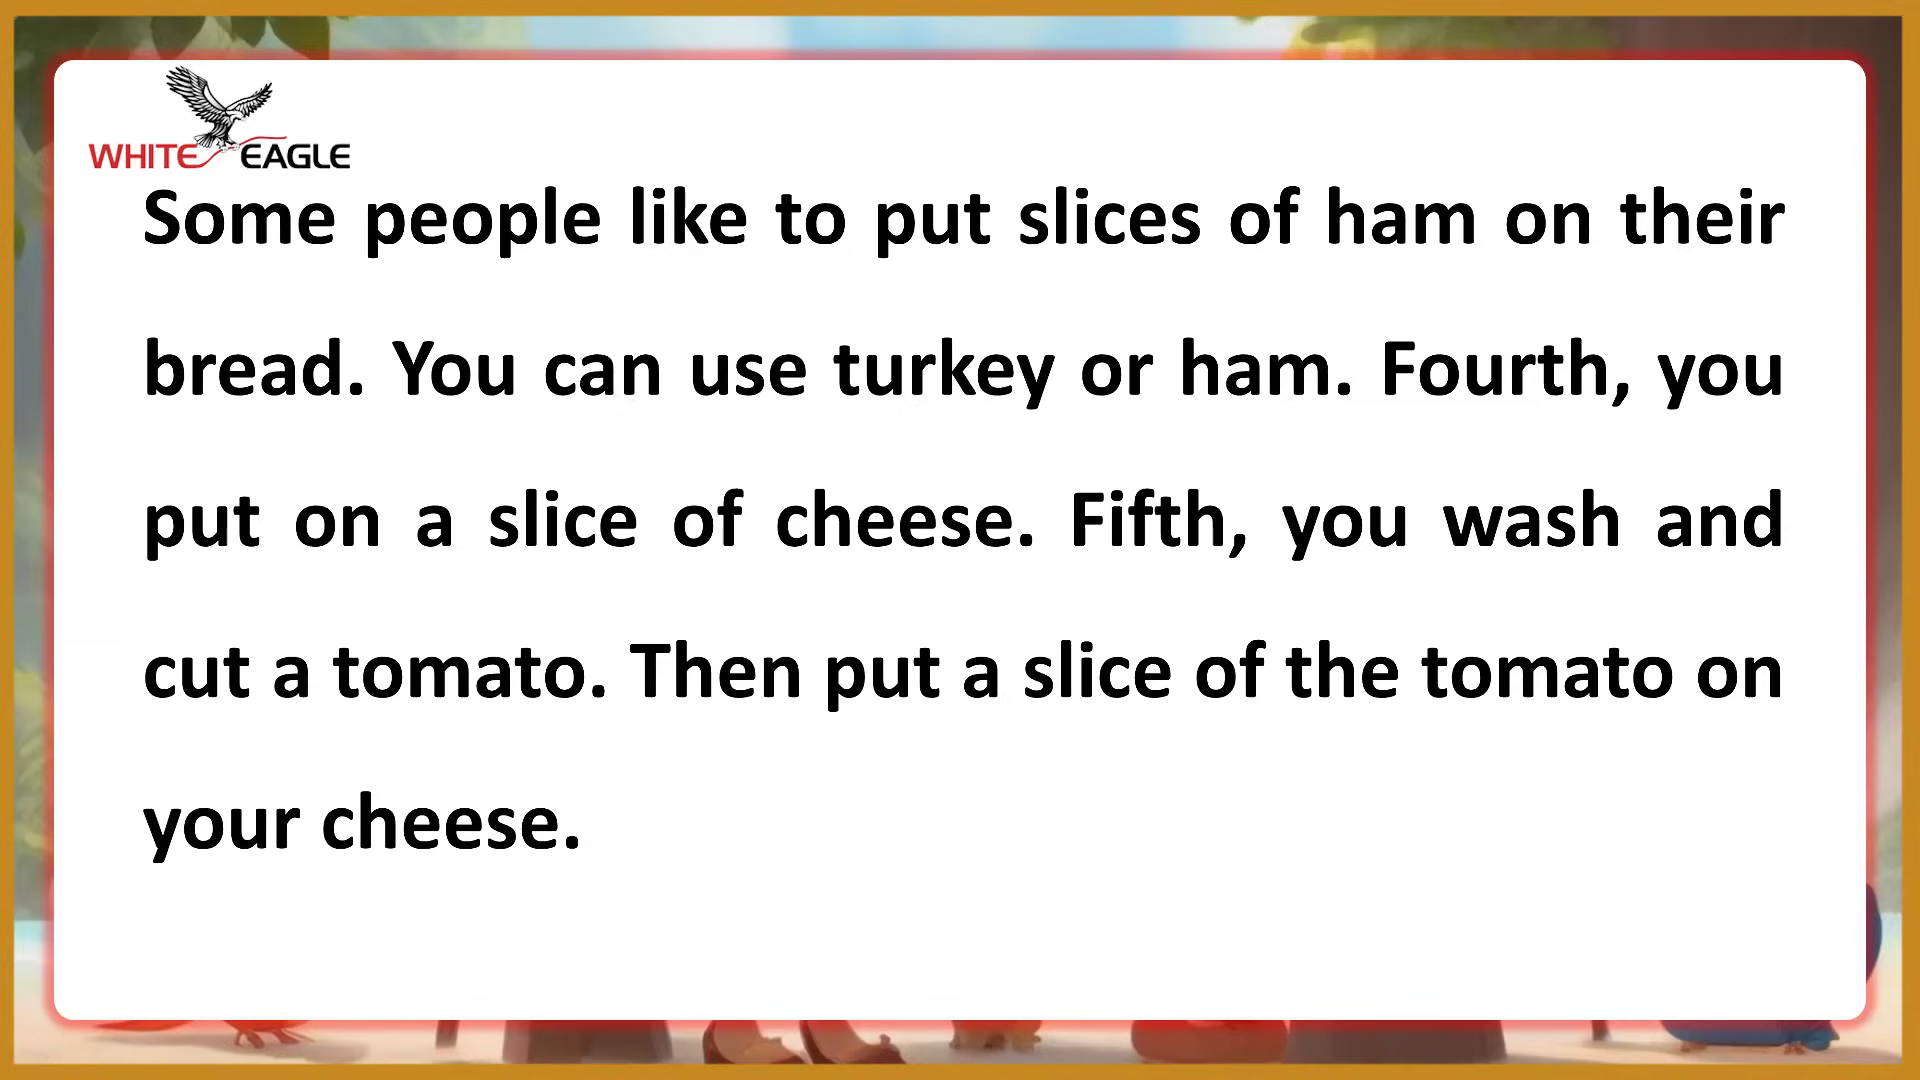 WHITE EAGLE
Some people like to put slices of ham on their
bread. You can use turkey or ham. Fourth, you
put on a slice of cheese. Fifth, you wash and
cut a tomato. Then put a slice of the tomato on
your cheese.